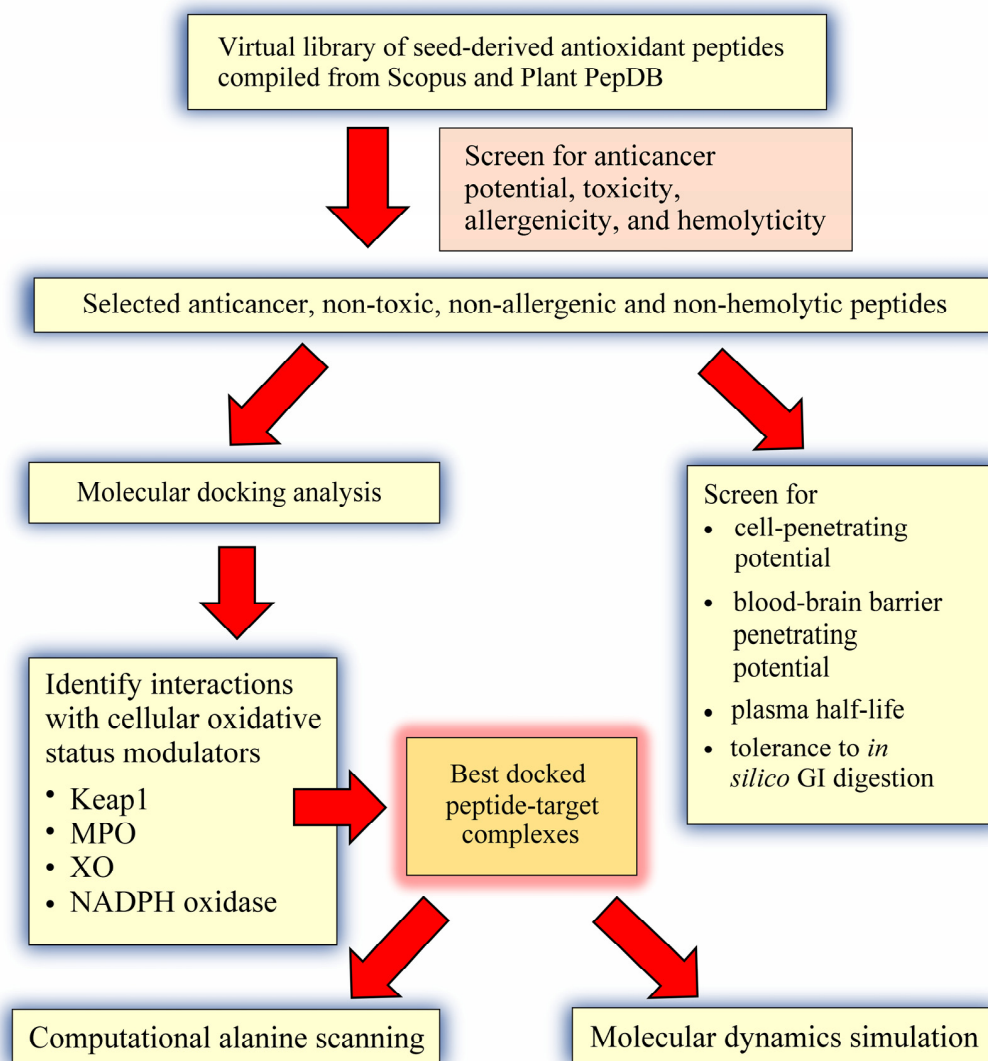 Virtual library of seed-derived antioxidant peptides
compiled from Scopus and Plant PepDB
Screen for anticancer
potential, toxicity,
allergenicity, and hemolyticity
Selected anticancer, non-toxic, non-allergenic and non-hemolytic peptides
Molecular docking analysis
Screen for
• cell-penetrating
potential
• blood-brain barrier
penetrating
potential
• plasma half-life
• tolerance to in
silico GI digestion
Identify interactions
with cellular oxidative
status modulators
• Keap1
• MPO
• XO
• NADPH oxidase
Best docked
peptide-target
complexes
Computational alanine scanning
Molecular dynamics simulation